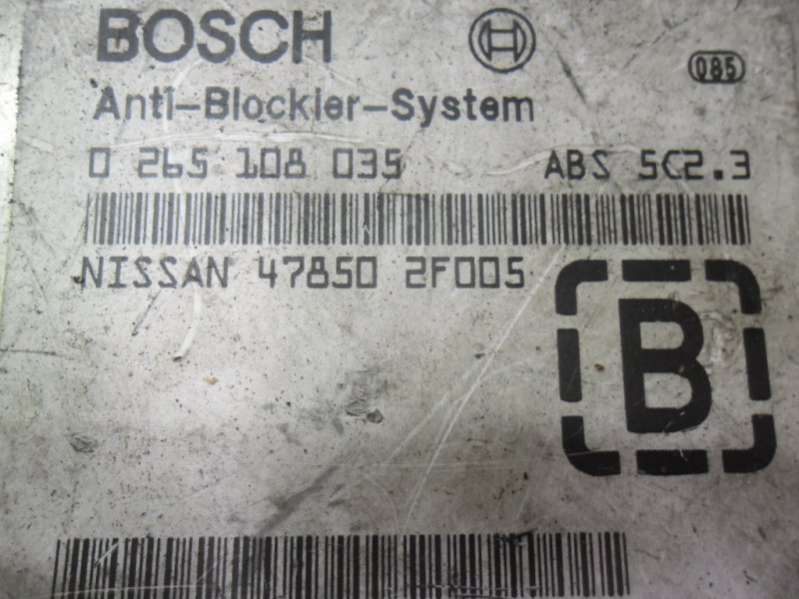 BOSCH
085
Anti-Blockier-System
0 265 108 035 ABS 5C2.3
NISSAN 47850 2F005
B